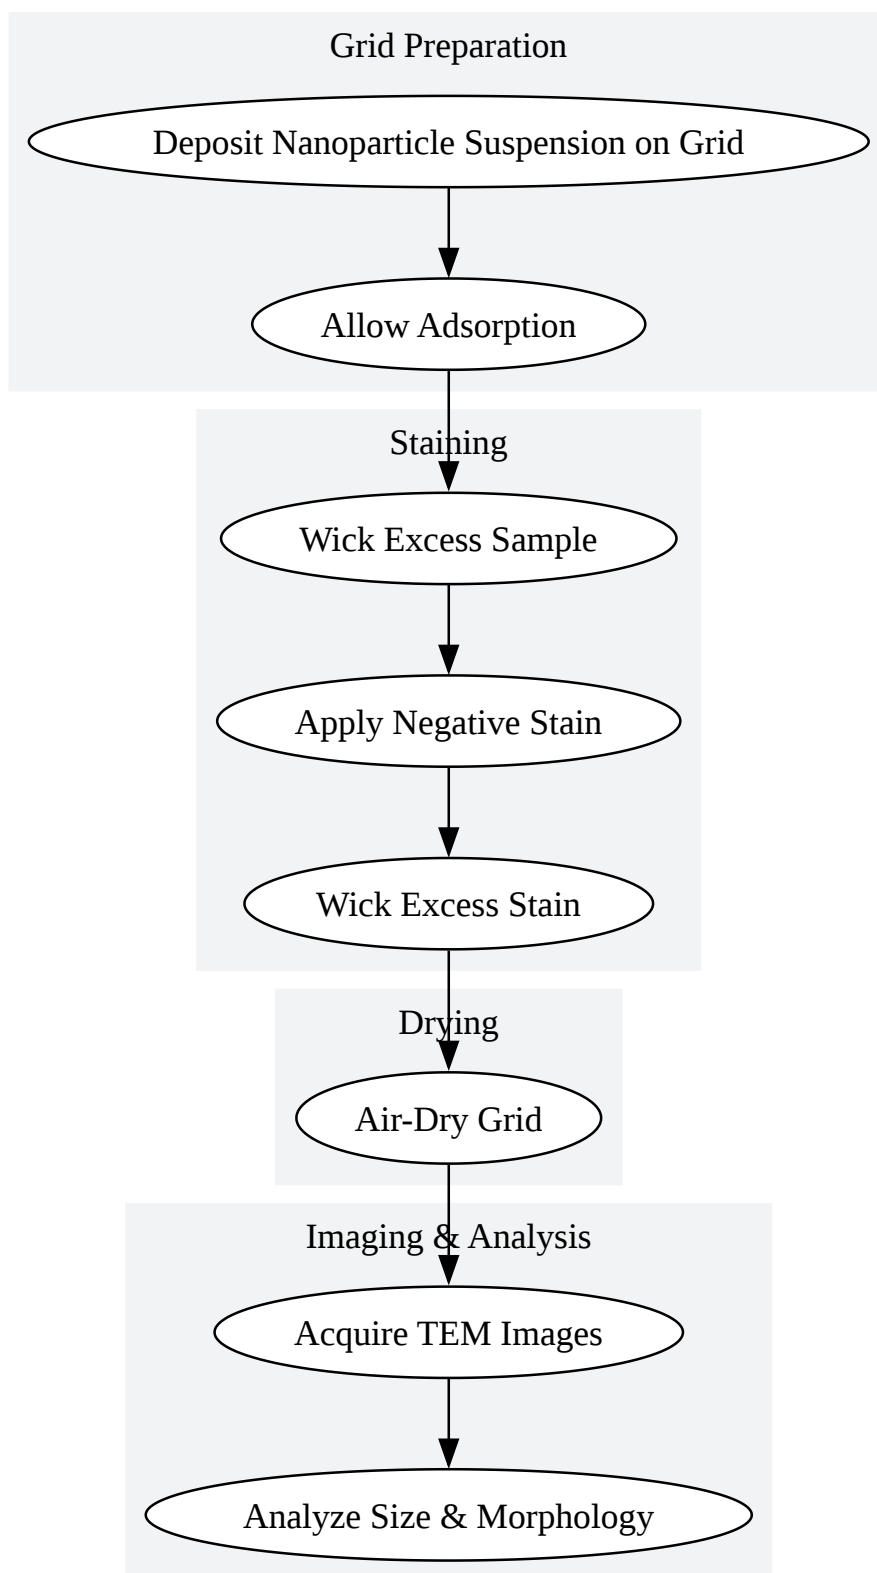 Grid Preparation
Deposit Nanoparticle Suspension on Grid
Allow Adsorption
Staining
Wick Excess Sample
Apply Negative Stain
Wick Excess Stain
Drying
Air-Dry Grid
Imaging & Analysis
Acquire TEM Images
Analyze Size & Morphology